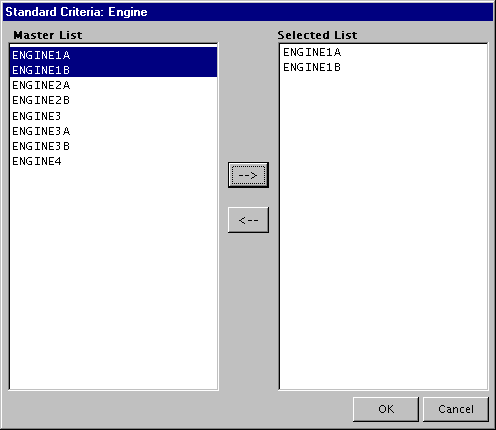 Standard Criteria: Engine
Master List
ENGINE1A
ENGINE1B
ENGINE2A
ENGINE2B
ENGINE3
ENGINE3A
ENGINE3B
ENGINE4
-->
<--
Selected List
ENGINE1A
ENGINE1B
OK
Cancel